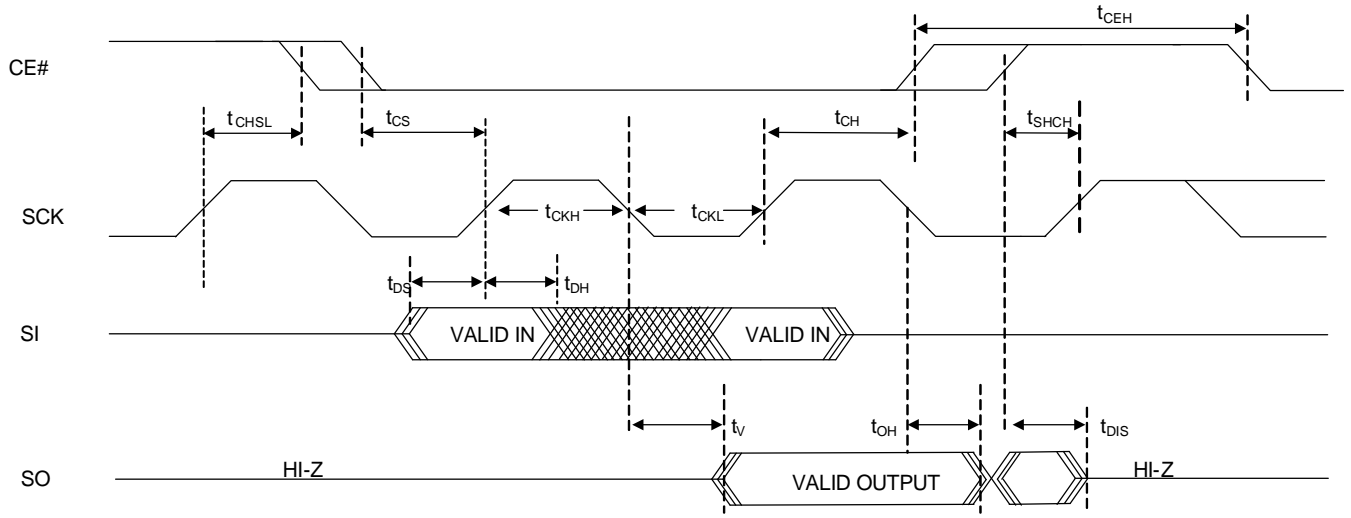 tCEH
CE#
tCHSL
tCS
tCH
tSHCH
SCK
tCKH
tCKL
tDS
tDH
SI
VALID IN
VALID IN
tV
tOH
tDIS
SO
HI-Z
VALID OUTPUT
HI-Z